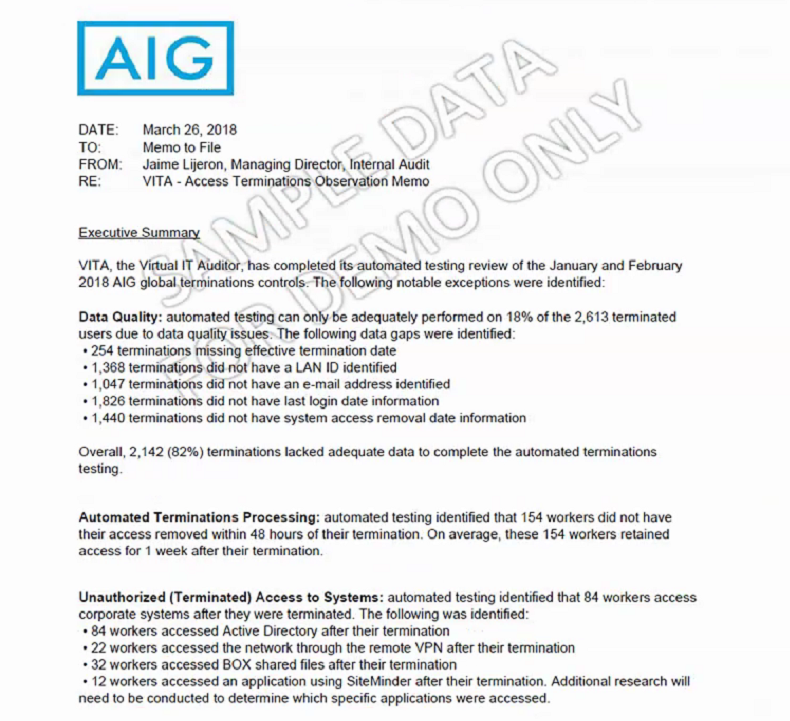 AIG
SAMPLE DATA
FOR DEMO ONLY
DATE: March 26, 2018
TO: Memo to File
FROM: Jaime Lijeron, Managing Director, Internal Audit
RE: VITA - Access Terminations Observation Memo
Executive Summary
VITA, the Virtual IT Auditor, has completed its automated testing review of the January and February
2018 AIG global terminations controls. The following notable exceptions were identified:
Data Quality: automated testing can only be adequately performed on 18% of the 2,613 terminated
users due to data quality issues. The following data gaps were identified:
• 254 terminations missing effective termination date
• 1,368 terminations did not have a LAN ID identified
• 1,047 terminations did not have an e-mail address identified
• 1,826 terminations did not have last login date information
• 1,440 terminations did not have system access removal date information
Overall, 2,142 (82%) terminations lacked adequate data to complete the automated terminations
testing.
Automated Terminations Processing: automated testing identified that 154 workers did not have
their access removed within 48 hours of their termination. On average, these 154 workers retained
access for 1 week after their termination.
Unauthorized (Terminated) Access to Systems: automated testing identified that 84 workers access
corporate systems after they were terminated. The following was identified:
• 84 workers accessed Active Directory after their termination
• 22 workers accessed the network through the remote VPN after their termination
• 32 workers accessed BOX shared files after their termination
• 12 workers accessed an application using SiteMinder after their termination. Additional research will
need to be conducted to determine which specific applications were accessed.